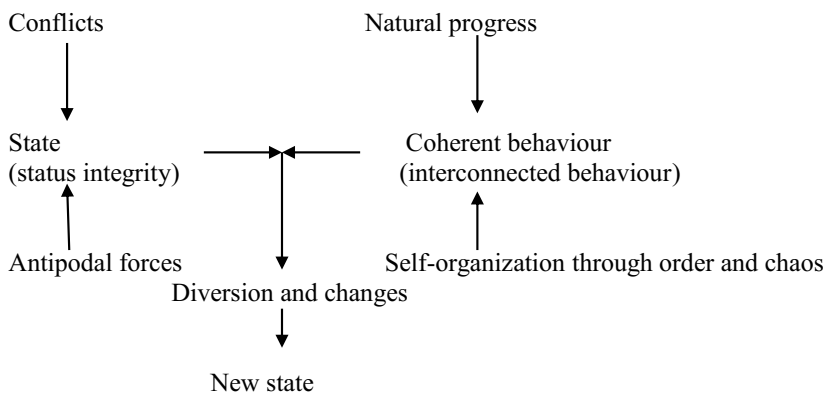 Conflicts
Natural progress
State
(status integrity)
Coherent behaviour
(interconnected behaviour)
Antipodal forces
Self-organization through order and chaos
Diversion and changes
New state